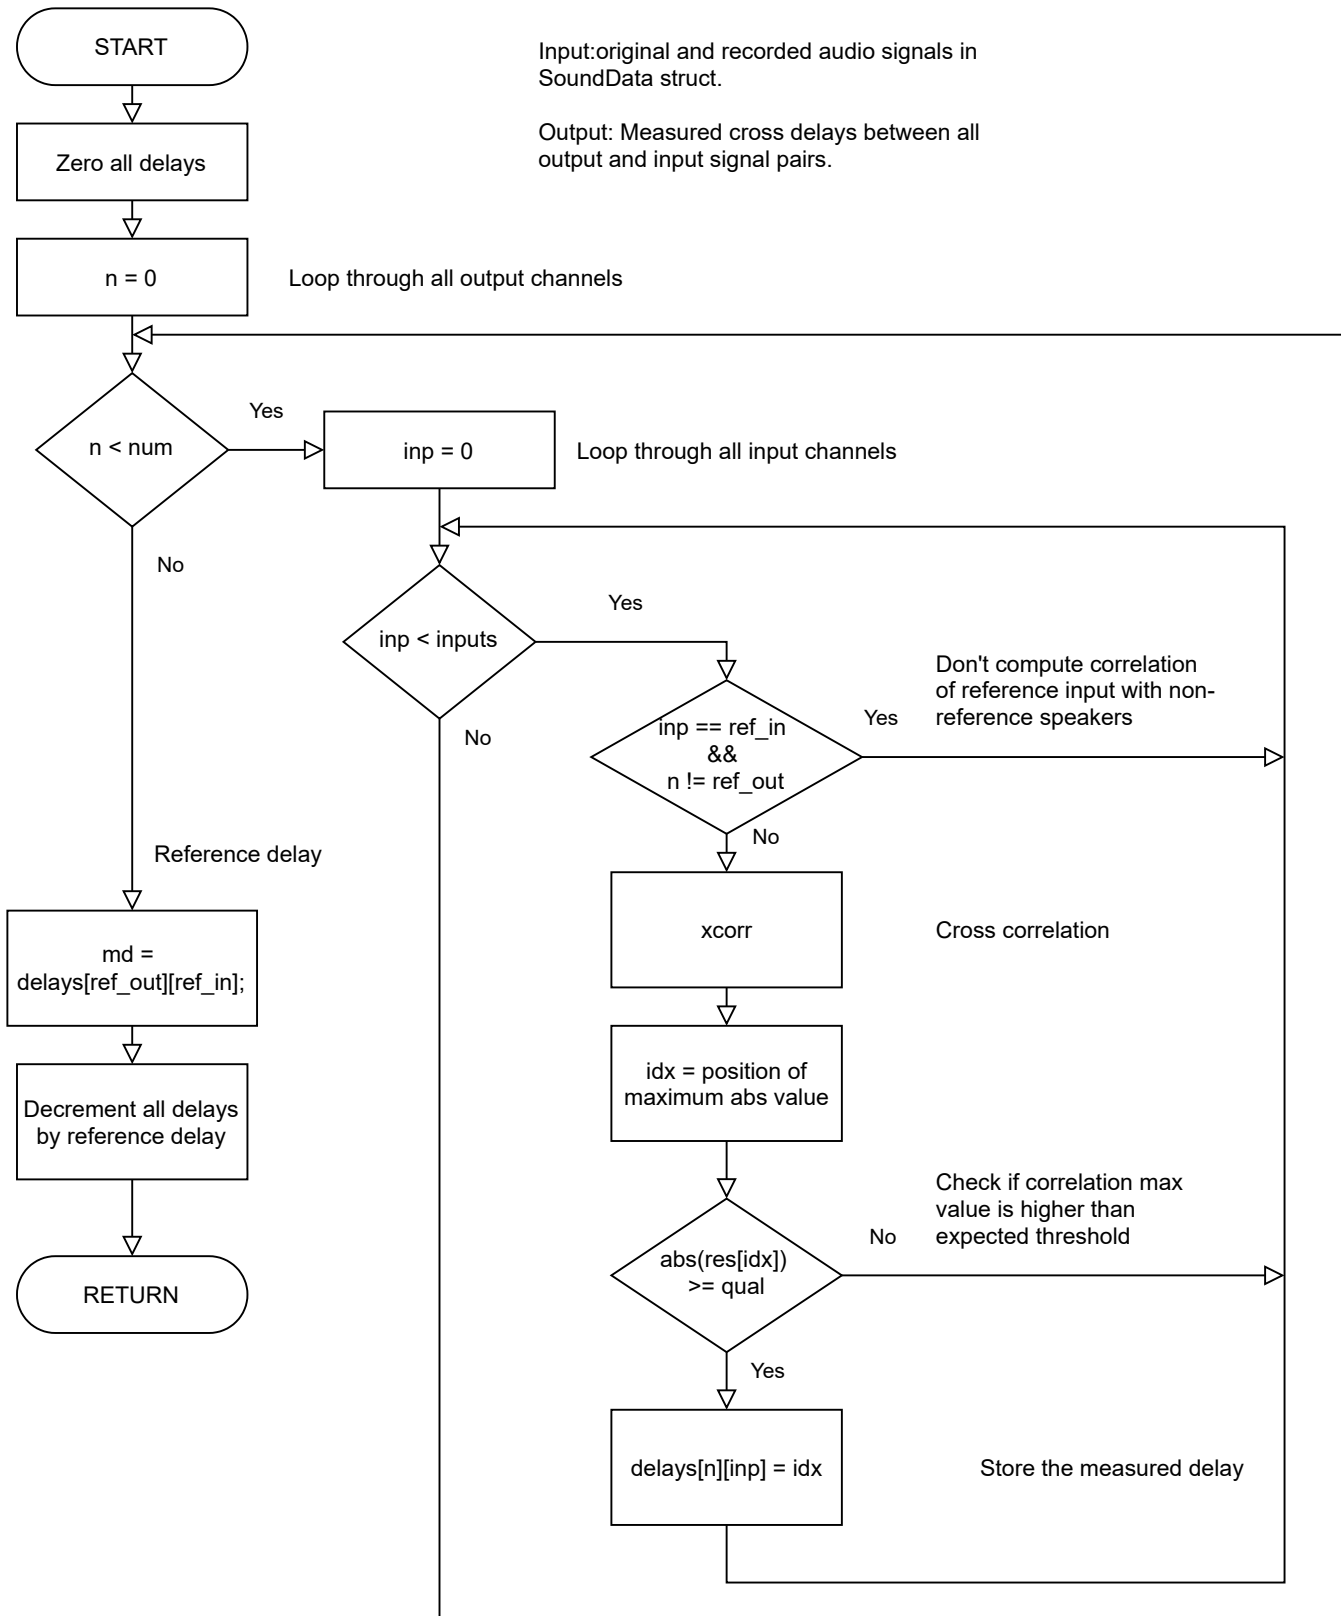 START
Input:original and recorded audio signals in
SoundData struct.
Output: Measured cross delays between all
output and input signal pairs.
Zero all delays
n = 0
Loop through all output channels
n < num
Yes
No
inp = 0
Loop through all input channels
inp < inputs
Yes
No
inp == ref_in
&&
n != ref_out
Yes
No
Don't compute correlation
of reference input with non-
reference speakers
Reference delay
md =
delays[ref_out][ref_in];
Decrement all delays
by reference delay
RETURN
xcorr
Cross correlation
idx = position of
maximum abs value
abs(res[idx])
>= qual
No
Yes
Check if correlation max
value is higher than
expected threshold
delays[n][inp] = idx
Store the measured delay